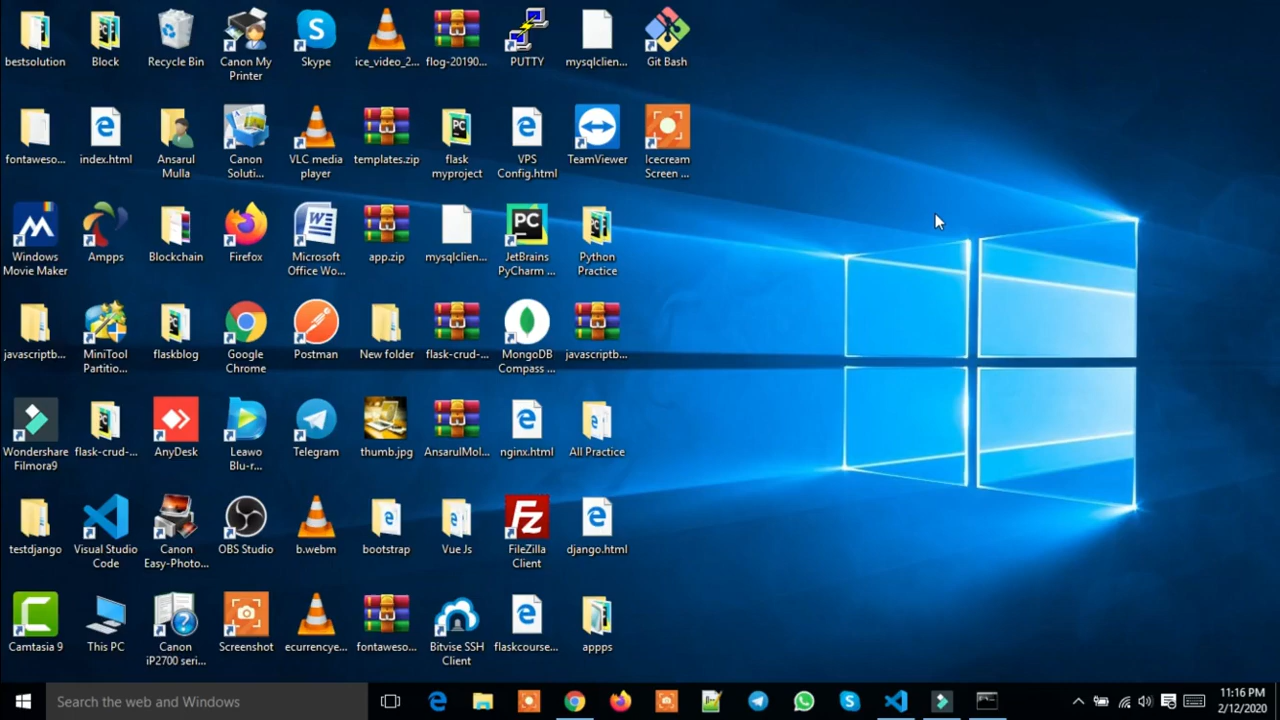 bestsolution
Block
Recycle Bin
Canon My
Printer
Skype
ice_video_2...
flog-20190...
PUTTY
mysqlclien...
Git Bash
fontaweso...
index.html
Ansarul
Mulla
Canon
Soluti...
VLC media
player
templates.zip
flask
myproject
VPS
Config.html
TeamViewer
Icecream
Screen ...
Windows
Movie Maker
Ampps
Blockchain
Firefox
Microsoft
Office Wo...
app.zip
mysqlclien...
JetBrains
PyCharm ...
Python
Practice
javascriptb...
MiniTool
Partitio...
flaskblog
Google
Chrome
Postman
New folder
flask-crud-...
MongoDB
Compass ...
javascriptb...
Wondershare
Filmora9
flask-crud-...
AnyDesk
Leawo
Blu-r...
Telegram
thumb.jpg
AnsarulMol...
nginx.html
All Practice
testdjango
Visual Studio
Code
Canon
Easy-Photo...
OBS Studio
b.webm
bootstrap
Vue Js
FileZilla
Client
django.html
Camtasia 9
This PC
Canon
iP2700 seri...
Screenshot
ecurrencye...
fontaweso...
Bitvise SSH
Client
flaskcourse...
appps
Search the web and Windows
11:16 PM
2/12/2020